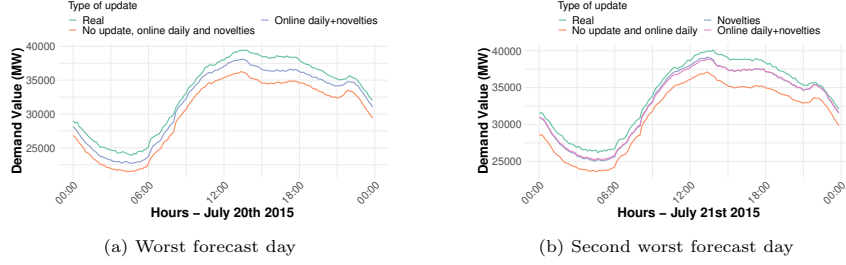 Type of update
Real
Online daily+novelties
No update, online daily and novelties
Demand Value (MW)
40000
35000
30000
25000
00:00
06:00
12:00
18:00
00:00
Hours – July 20th 2015
(a) Worst forecast day
Type of update
Real
Novelties
No update and online daily
Online daily+novelties
Demand Value (MW)
40000
35000
30000
25000
00:00
06:00
12:00
18:00
00:00
Hours – July 21st 2015
(b) Second worst forecast day